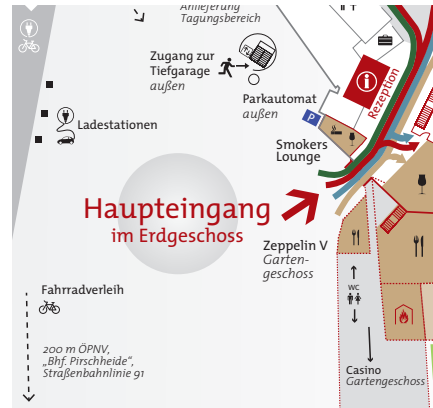 Anlieferung
Tagungsbereich
Zugang zur
Tiefgarage
außen
Parkautomat
außen
P
i
Rezeption
Ladestationen
Smokers
Lounge
Haupteingang
im Erdgeschoss
Zeppelin V
Garten-
geschoss
WC
Fahrradverleih
200 m ÖPNV,
„Bhf. Pirschheide",
Straßenbahnlinie 91
Casino
Gartengeschoss